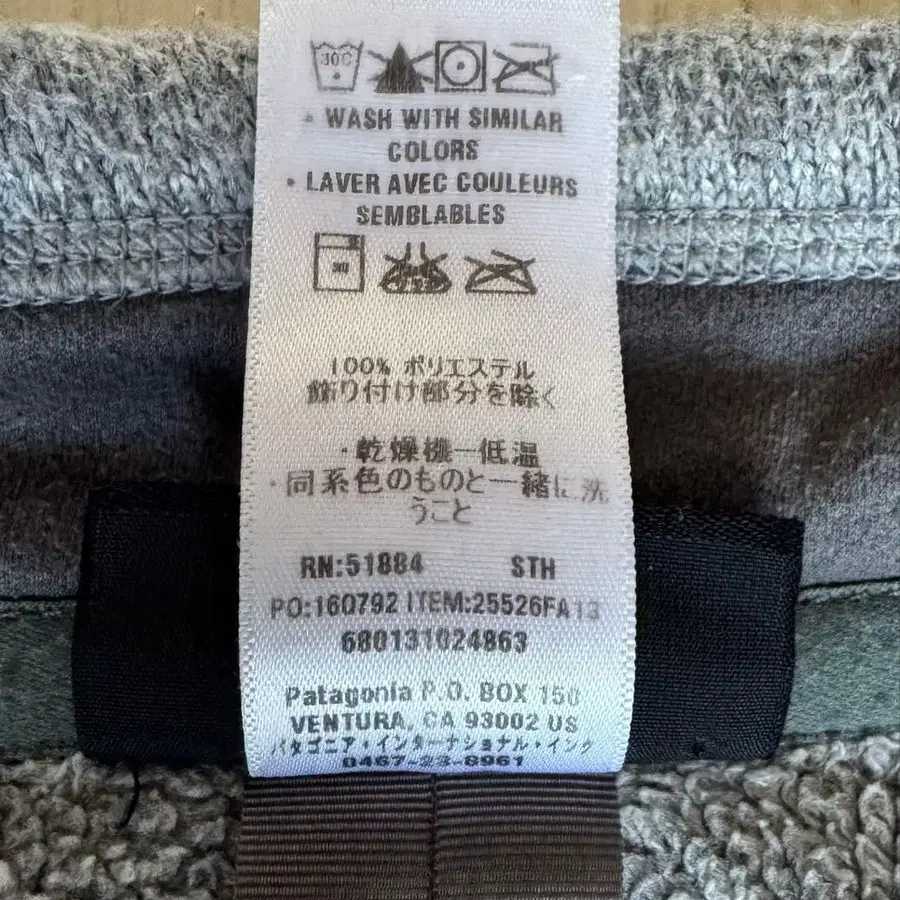 30C
• WASH WITH SIMILAR
COLORS
• LAVER AVEC COULEURS
SEMBLABLES
30
100% ポリエステル
飾り付け部分を除く
・乾燥機一低温
・同系色のものと一緒に洗
うこと
RN:51884 STH
PO:160792 ITEM:25526FA13
680131024863
Patagonia P.O. BOX 150
VENTURA, CA 93002 US
パタゴニア・インターナショナル・インク
0467-23-8961